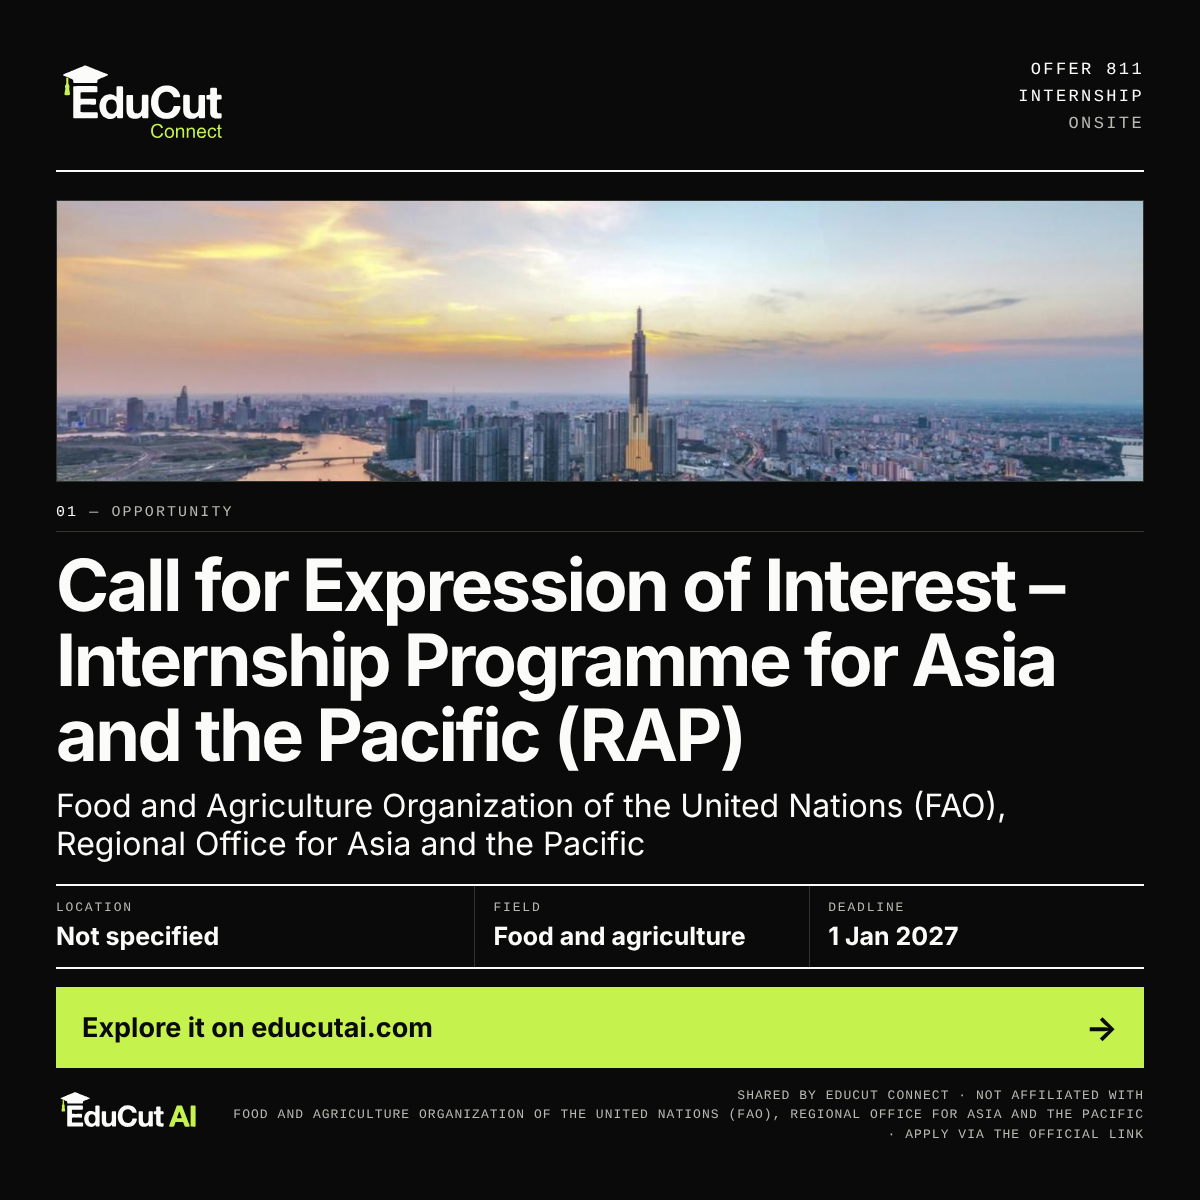 EduCut
Connect
OFFER 811
INTERNSHIP
ONSITE
01 — OPPORTUNITY
Call for Expression of Interest –
Internship Programme for Asia
and the Pacific (RAP)
Food and Agriculture Organization of the United Nations (FAO),
Regional Office for Asia and the Pacific
LOCATION
Not specified
FIELD
Food and agriculture
DEADLINE
1 Jan 2027
Explore it on educutai.com
EduCut AI
SHARED BY EDUCUT CONNECT · NOT AFFILIATED WITH
FOOD AND AGRICULTURE ORGANIZATION OF THE UNITED NATIONS (FAO), REGIONAL OFFICE FOR ASIA AND THE PACIFIC
· APPLY VIA THE OFFICIAL LINK